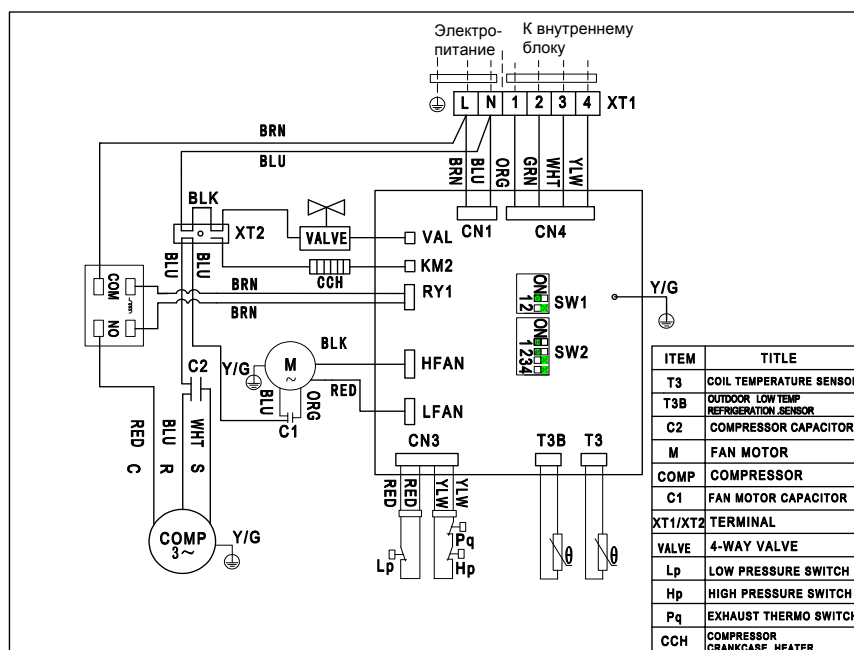 Электро-
питание
К внутреннему
блоку
L N 1 2 3 4 XT1
BRN
BLU
BRN
BLU
ORG
GRN
WHT
YLW
BLK
XT2
VALVE
VAL
CN1
CN4
BLU
BLU
CCH
KM2
COM
NO
BRN
BRN
RY1
ON
12
SW1
ON
1234
SW2
Y/G
C2
Y/G
M
~
BLK
HFAN
RED
LFAN
BLU
ORG
C1
RED C
BLU R
WHT S
CN3
T3B
T3
RED
RED
YLW
YLW
COMP
3~
Y/G
Lp
Pq
Hp
θ
θ
ITEM TITLE
T3 COIL TEMPERATURE SENSOR
T3B OUTDOOR LOW TEMP
REFRIGERATION .SENSOR
C2 COMPRESSOR CAPACITOR
M FAN MOTOR
COMP COMPRESSOR
C1 FAN MOTOR CAPACITOR
XT1/XT2 TERMINAL
VALVE 4-WAY VALVE
Lp LOW PRESSURE SWITCH
Hp HIGH PRESSURE SWITCH
Pq EXHAUST THERMO SWITCH
CCH COMPRESSOR
CRANKCASE HEATER